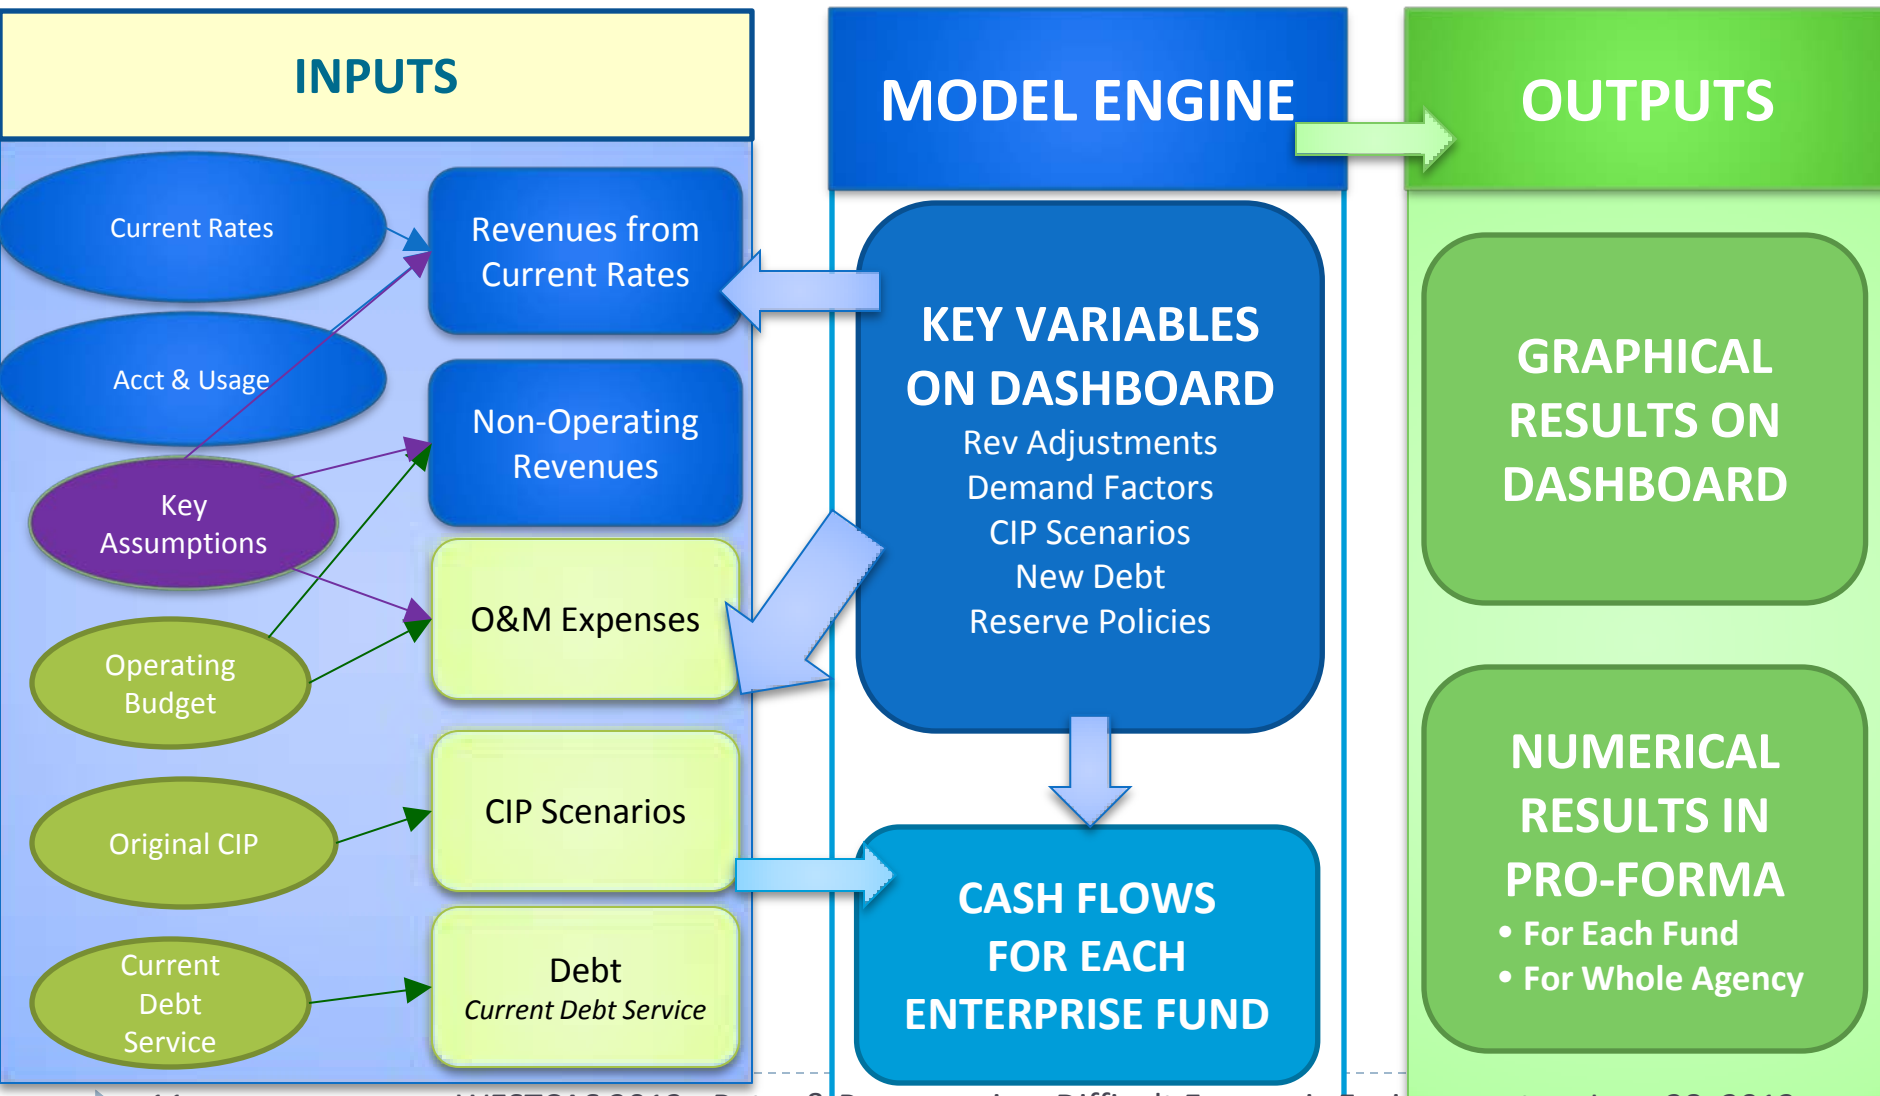 INPUTS
Current Rates
Acct & Usage
Key
Assumptions
Operating
Budget
Original CIP
Current
Debt
Service
Revenues from
Current Rates
Non-Operating
Revenues
O&M Expenses
CIP Scenarios
Debt
Current Debt Service
MODEL ENGINE
KEY VARIABLES
ON DASHBOARD
Rev Adjustments
Demand Factors
CIP Scenarios
New Debt
Reserve Policies
CASH FLOWS
FOR EACH
ENTERPRISE FUND
OUTPUTS
GRAPHICAL
RESULTS ON
DASHBOARD
NUMERICAL
RESULTS IN
PRO-FORMA
• For Each Fund
• For Whole Agency